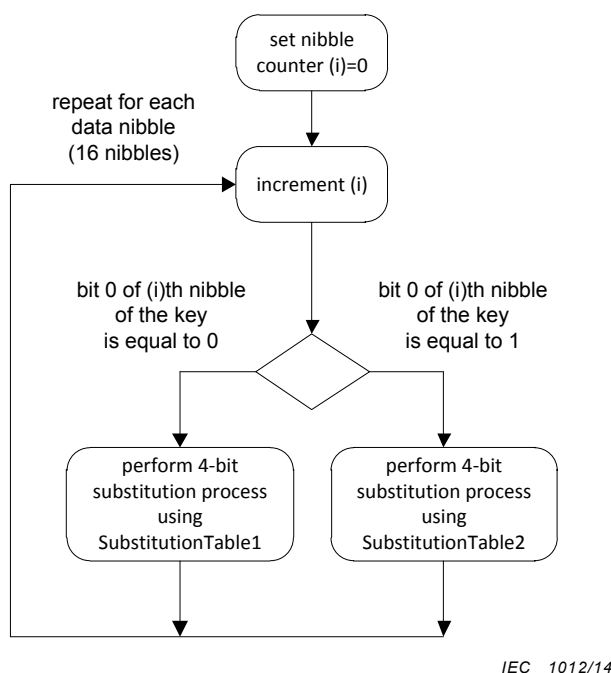 set nibble
counter (i)=0
repeat for each
data nibble
(16 nibbles)
increment (i)
bit 0 of (i)th nibble
of the key
is equal to 0
bit 0 of (i)th nibble
of the key
is equal to 1
perform 4-bit
substitution process
using
SubstitutionTable1
perform 4-bit
substitution process
using
SubstitutionTable2
IEC 1012/14